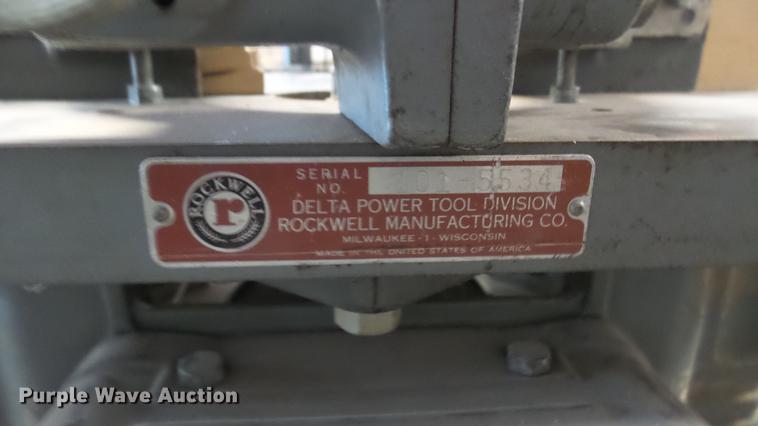 SERIAL
NO. 101-5534
ROCKWELL
r
DELTA POWER TOOL DIVISION
ROCKWELL MANUFACTURING CO.
MILWAUKEE - 1 - WISCONSIN
MADE IN THE UNITED STATES OF AMERICA
Purple Wave Auction